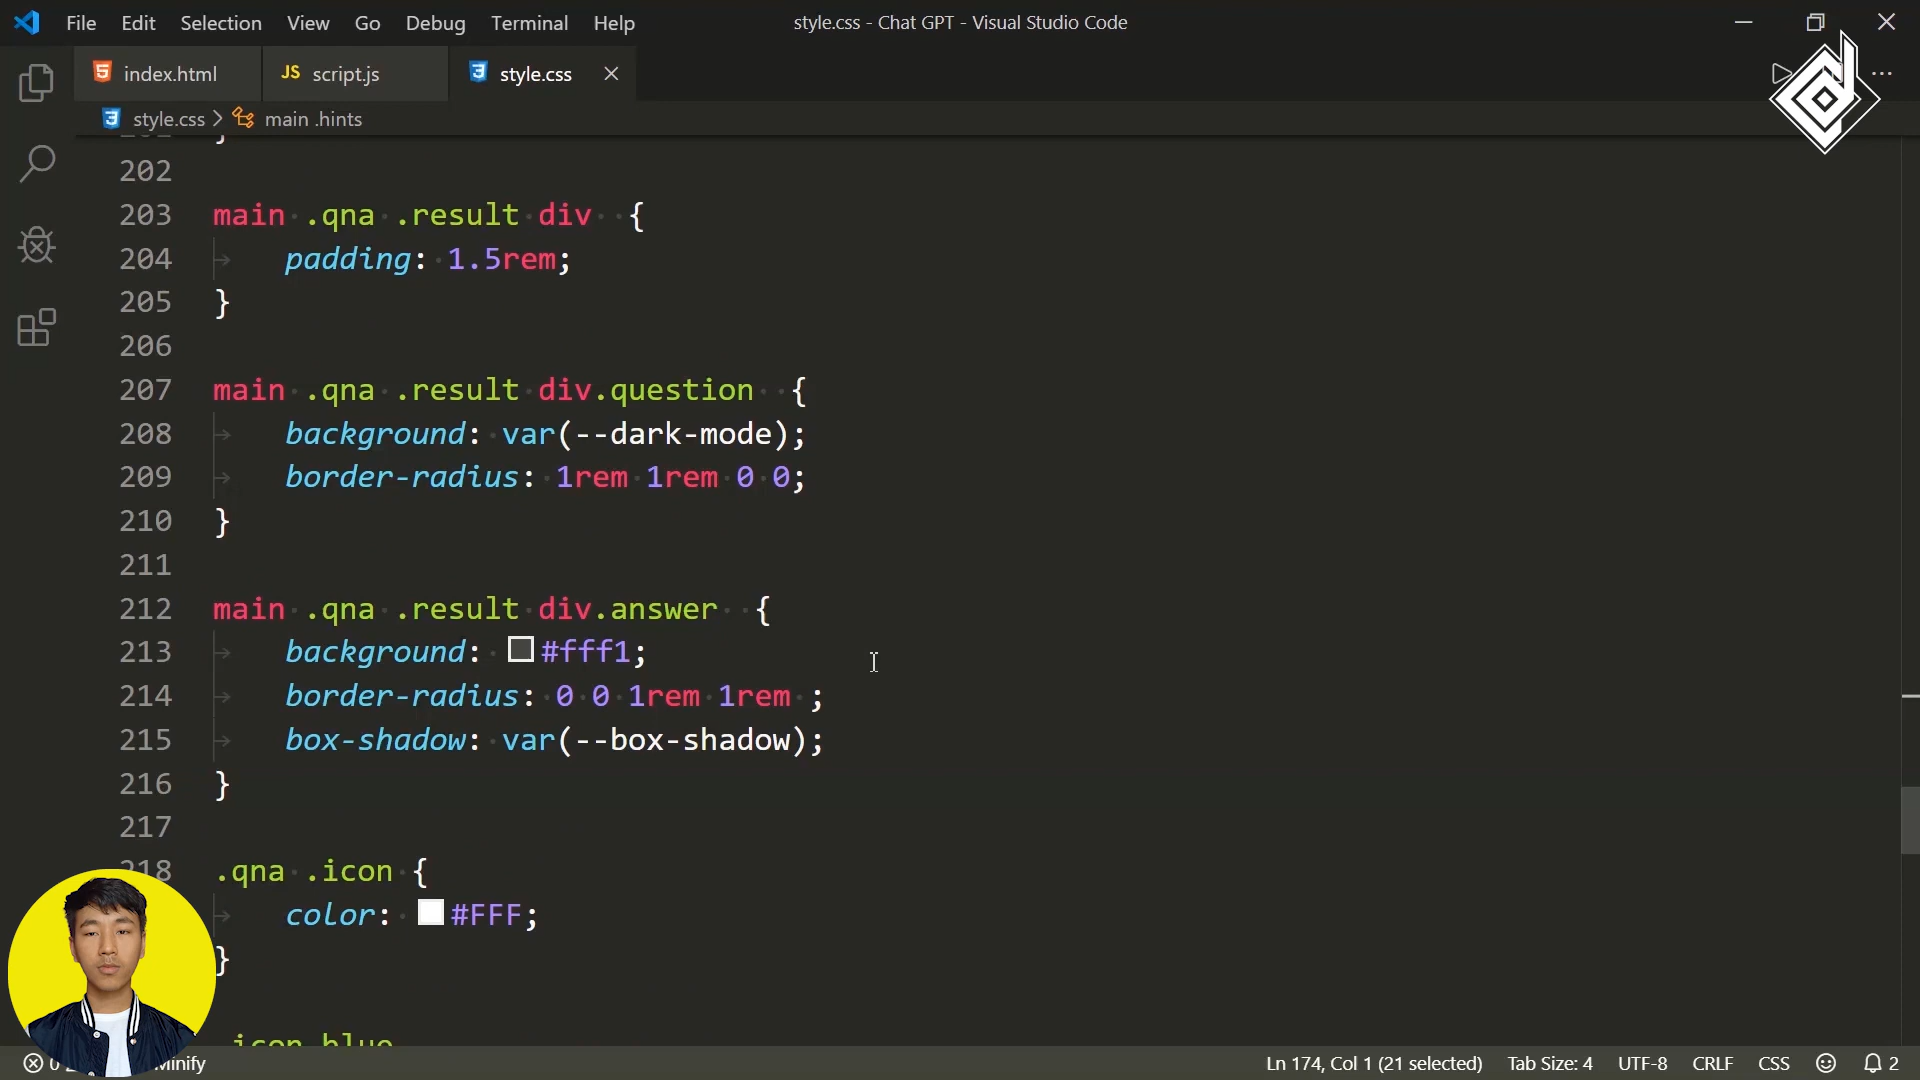 File Edit Selection View Go Debug Terminal Help
style.css - Chat GPT - Visual Studio Code
index.html
JS script.js
style.css
style.css > main .hints
202
203 main .qna .result div  {
204 padding: 1.5rem;
205 }
206
207 main .qna .result div.question  {
208 background: var(--dark-mode);
209 border-radius: 1rem 1rem 0 0;
210 }
211
212 main .qna .result div.answer  {
213 background: #fff1;
214 border-radius: 0 0 1rem 1rem ;
215 box-shadow: var(--box-shadow);
216 }
217
218 .qna .icon {
color: #FFF;
}
.icon.blue
0
Minify
Ln 174, Col 1 (21 selected) Tab Size: 4 UTF-8 CRLF CSS 2